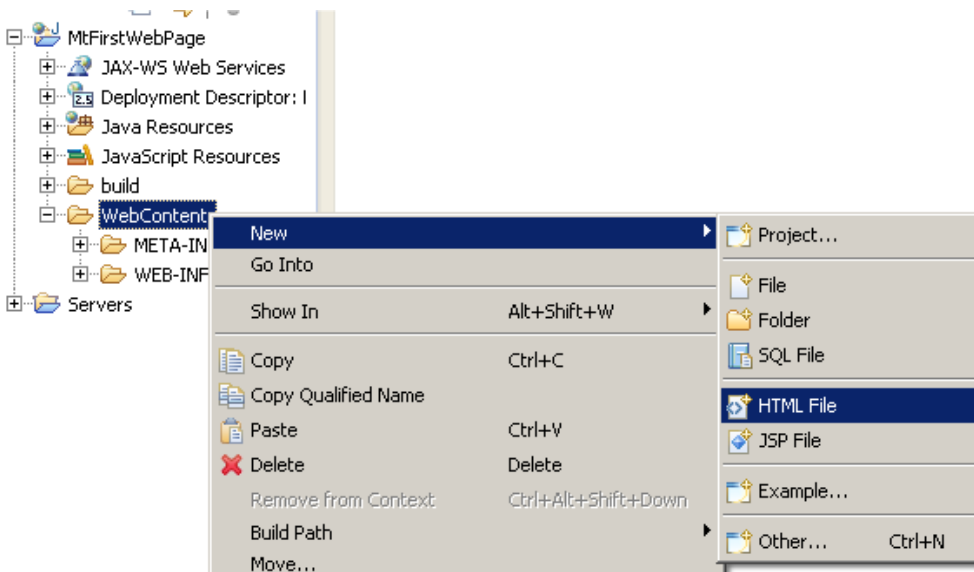 MtFirstWebPage
JAX-WS Web Services
2.5 Deployment Descriptor: 
Java Resources
JavaScript Resources
build
WebContent
META-IN
WEB-INF
Servers
New
Go Into
Show In Alt+Shift+W
Copy Ctrl+C
Copy Qualified Name
Paste Ctrl+V
Delete Delete
Remove from Context Ctrl+Alt+Shift+Down
Build Path
Move...
Project...
File
Folder
SQL File
HTML File
JSP File
Example...
Other... Ctrl+N